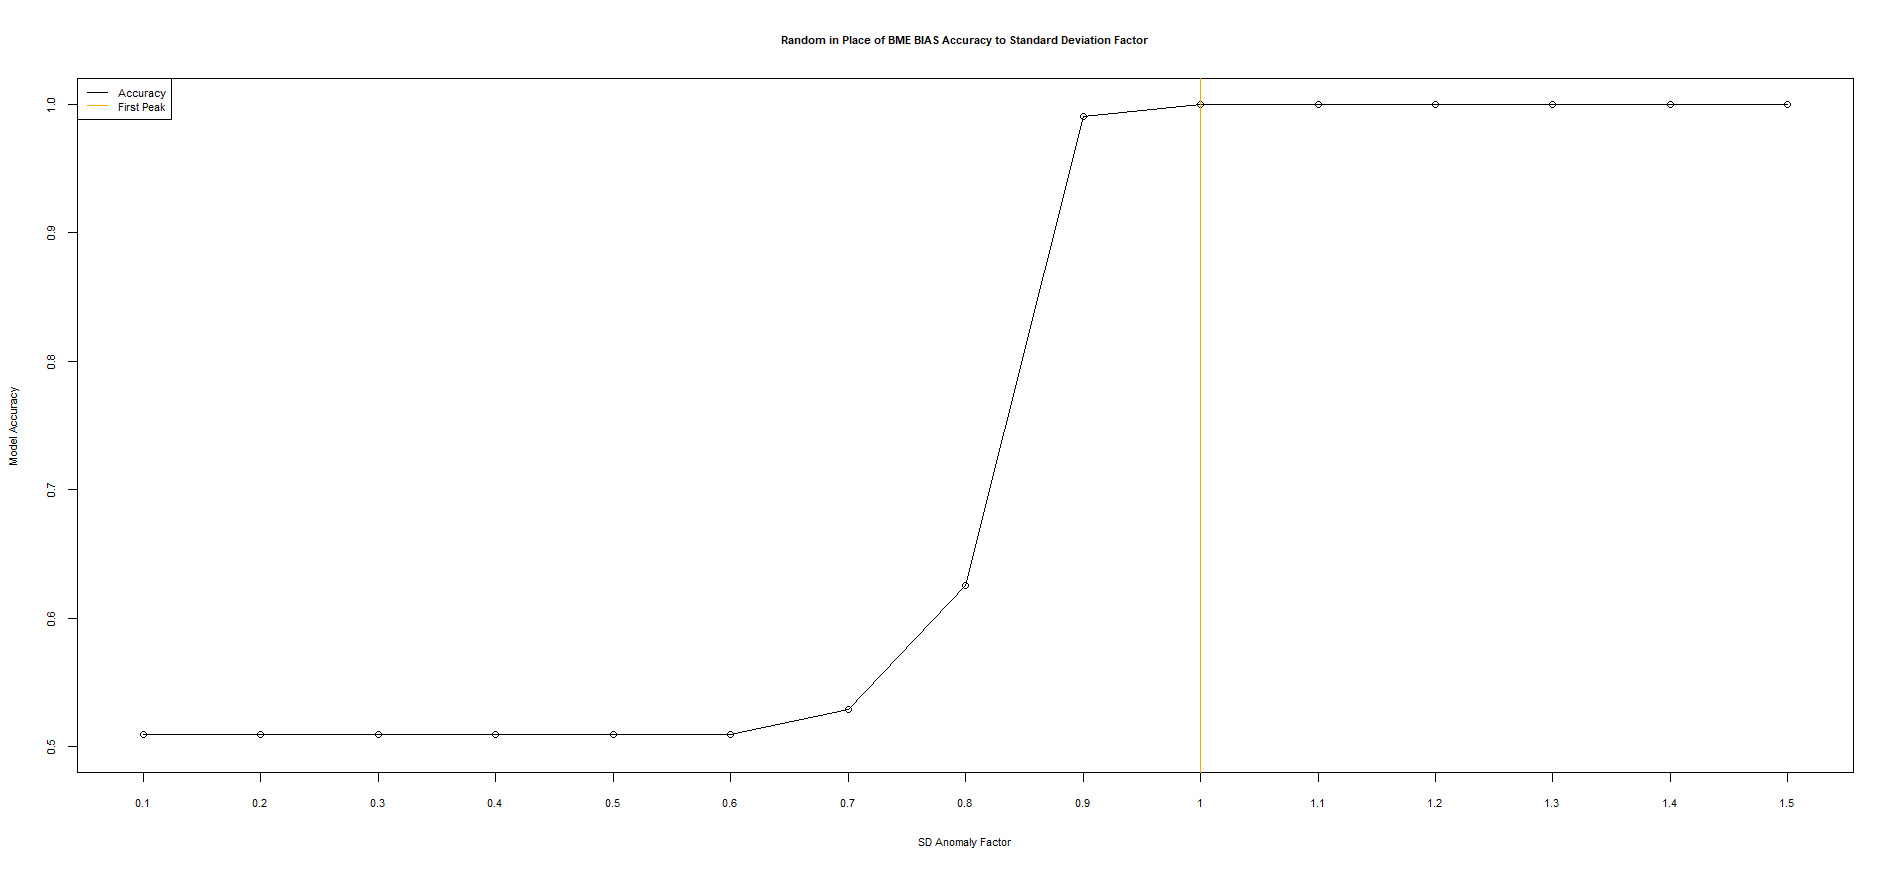 Random in Place of BME BIAS Accuracy to Standard Deviation Factor
Accuracy
First Peak
1.0
0.9
0.8
0.7
0.6
0.5
Model Accuracy
0.1 0.2 0.3 0.4 0.5 0.6 0.7 0.8 0.9 1 1.1 1.2 1.3 1.4 1.5
SD Anomaly Factor